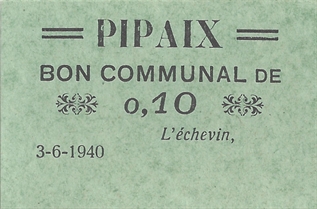 PIPAIX
BON COMMUNAL DE
0,10
L'échevin,
3-6-1940